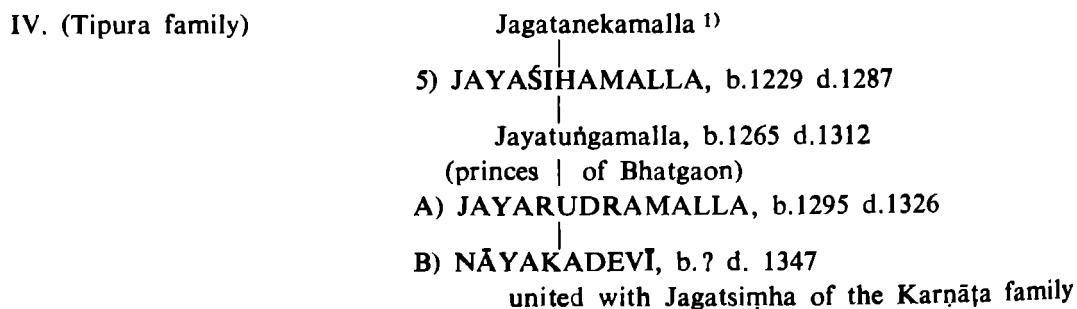 IV. (Tipura family) Jagatanekamalla 1)
5) JAYAŚIHAMALLA, b.1229 d.1287
Jayatuṅgamalla, b.1265 d.1312
(princes | of Bhatgaon)
A) JAYARUDRAMALLA, b.1295 d.1326
B) NĀYAKADEVĪ, b.? d. 1347
united with Jagatsiṃha of the Karṇāṭa family